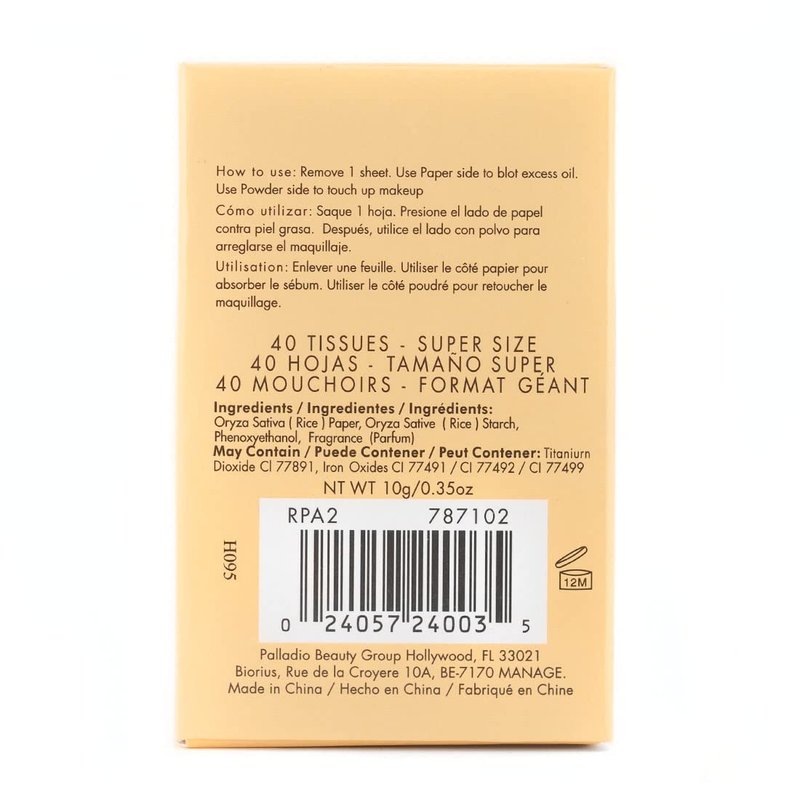 How to use: Remove 1 sheet. Use Paper side to blot excess oil.
Use Powder side to touch up makeup
Cómo utilizar: Saque 1 hoja. Presione el lado de papel
contra piel grasa. Después, utilice el lado con polvo para
arreglarse el maquillaje.
Utilisation: Enlever une feuille. Utiliser le côté papier pour
absorber le sébum. Utiliser le côté poudré pour retoucher le
maquillage.
40 TISSUES - SUPER SIZE
40 HOJAS - TAMAÑO SUPER
40 MOUCHOIRS - FORMAT GÉANT
Ingredients / Ingredientes / Ingrédients:
Oryza Sativa ( Rice ) Paper, Oryza Sative ( Rice ) Starch,
Phenoxyethanol, Fragrance (Parfum)
May Contain / Puede Contener / Peut Contener: Titaniurn
Dioxide CI 77891, Iron Oxides CI 77491 / CI 77492 / CI 77499
NT WT 10g/0.35oz
RPA2 787102
H095
12M
0 24057 24003 5
Palladio Beauty Group Hollywood, FL 33021
Biorius, Rue de la Croyere 10A, BE-7170 MANAGE.
Made in China / Hecho en China / Fabriqué en Chine